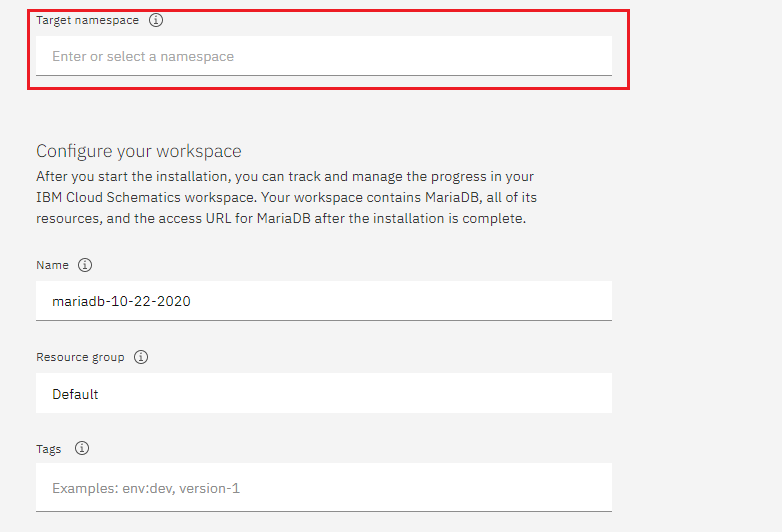 Target namespace
Enter or select a namespace
Configure your workspace
After you start the installation, you can track and manage the progress in your
IBM Cloud Schematics workspace. Your workspace contains MariaDB, all of its
resources, and the access URL for MariaDB after the installation is complete.
Name
mariadb-10-22-2020
Resource group
Default
Tags
Examples: env:dev, version-1